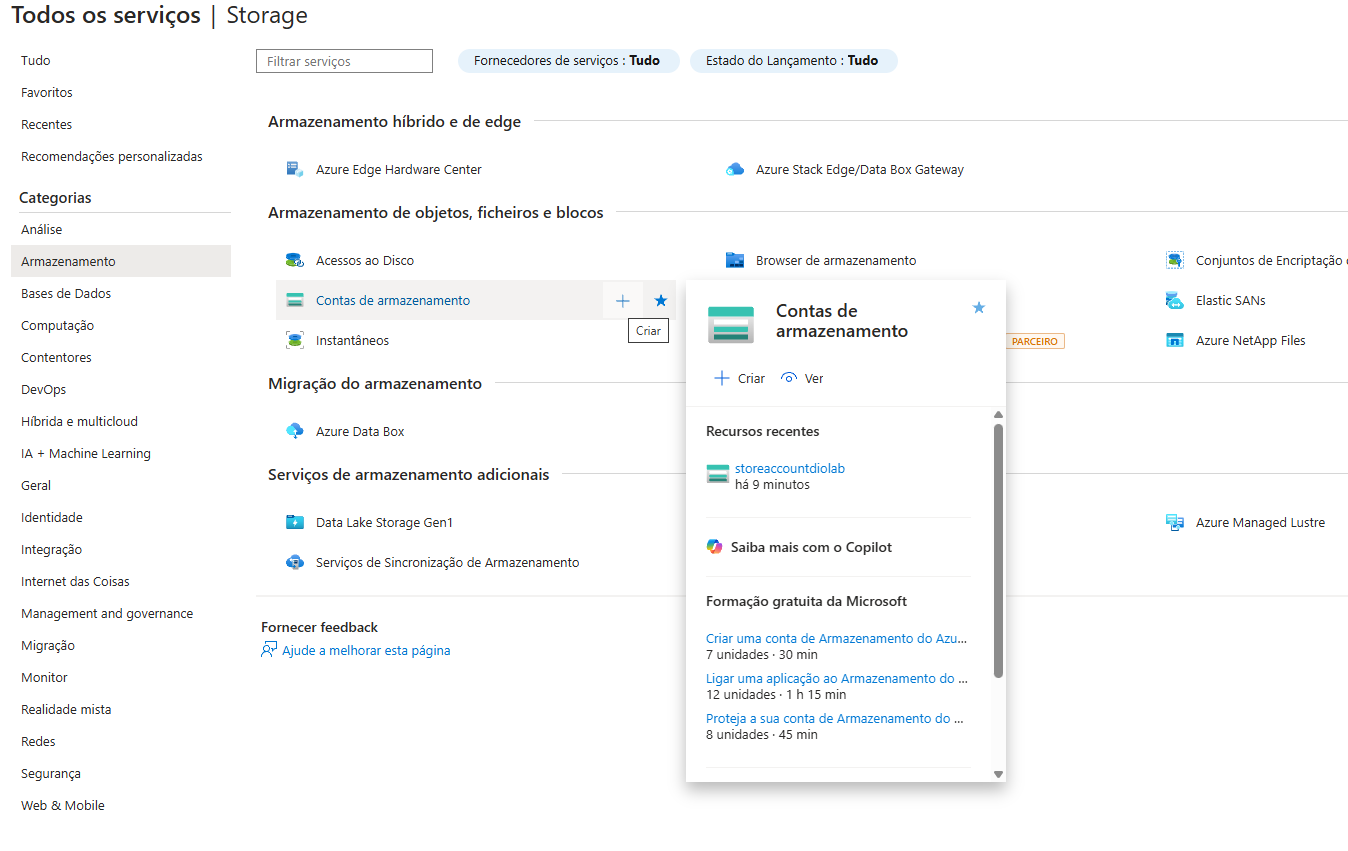 Todos os serviços | Storage
Tudo
Favoritos
Recentes
Recomendações personalizadas
Categorias
Análise
Armazenamento
Bases de Dados
Computação
Contentores
DevOps
Híbrida e multicloud
IA + Machine Learning
Geral
Identidade
Integração
Internet das Coisas
Management and governance
Migração
Monitor
Realidade mista
Redes
Segurança
Web & Mobile
Filtrar serviços
Fornecedores de serviços : Tudo
Estado do Lançamento : Tudo
Armazenamento híbrido e de edge
Azure Edge Hardware Center
Azure Stack Edge/Data Box Gateway
Armazenamento de objetos, ficheiros e blocos
Acessos ao Disco
Browser de armazenamento
Conjuntos de Encriptação
Contas de armazenamento
Elastic SANs
Criar
Instantâneos
PARCEIRO
Azure NetApp Files
Migração do armazenamento
Azure Data Box
Serviços de armazenamento adicionais
Data Lake Storage Gen1
Azure Managed Lustre
Serviços de Sincronização de Armazenamento
Fornecer feedback
Ajude a melhorar esta página
Contas de
armazenamento
Criar
Ver
Recursos recentes
storeaccountdiolab
há 9 minutos
Saiba mais com o Copilot
Formação gratuita da Microsoft
Criar uma conta de Armazenamento do Azu...
7 unidades · 30 min
Ligar uma aplicação ao Armazenamento do ...
12 unidades · 1 h 15 min
Proteja a sua conta de Armazenamento do ...
8 unidades · 45 min